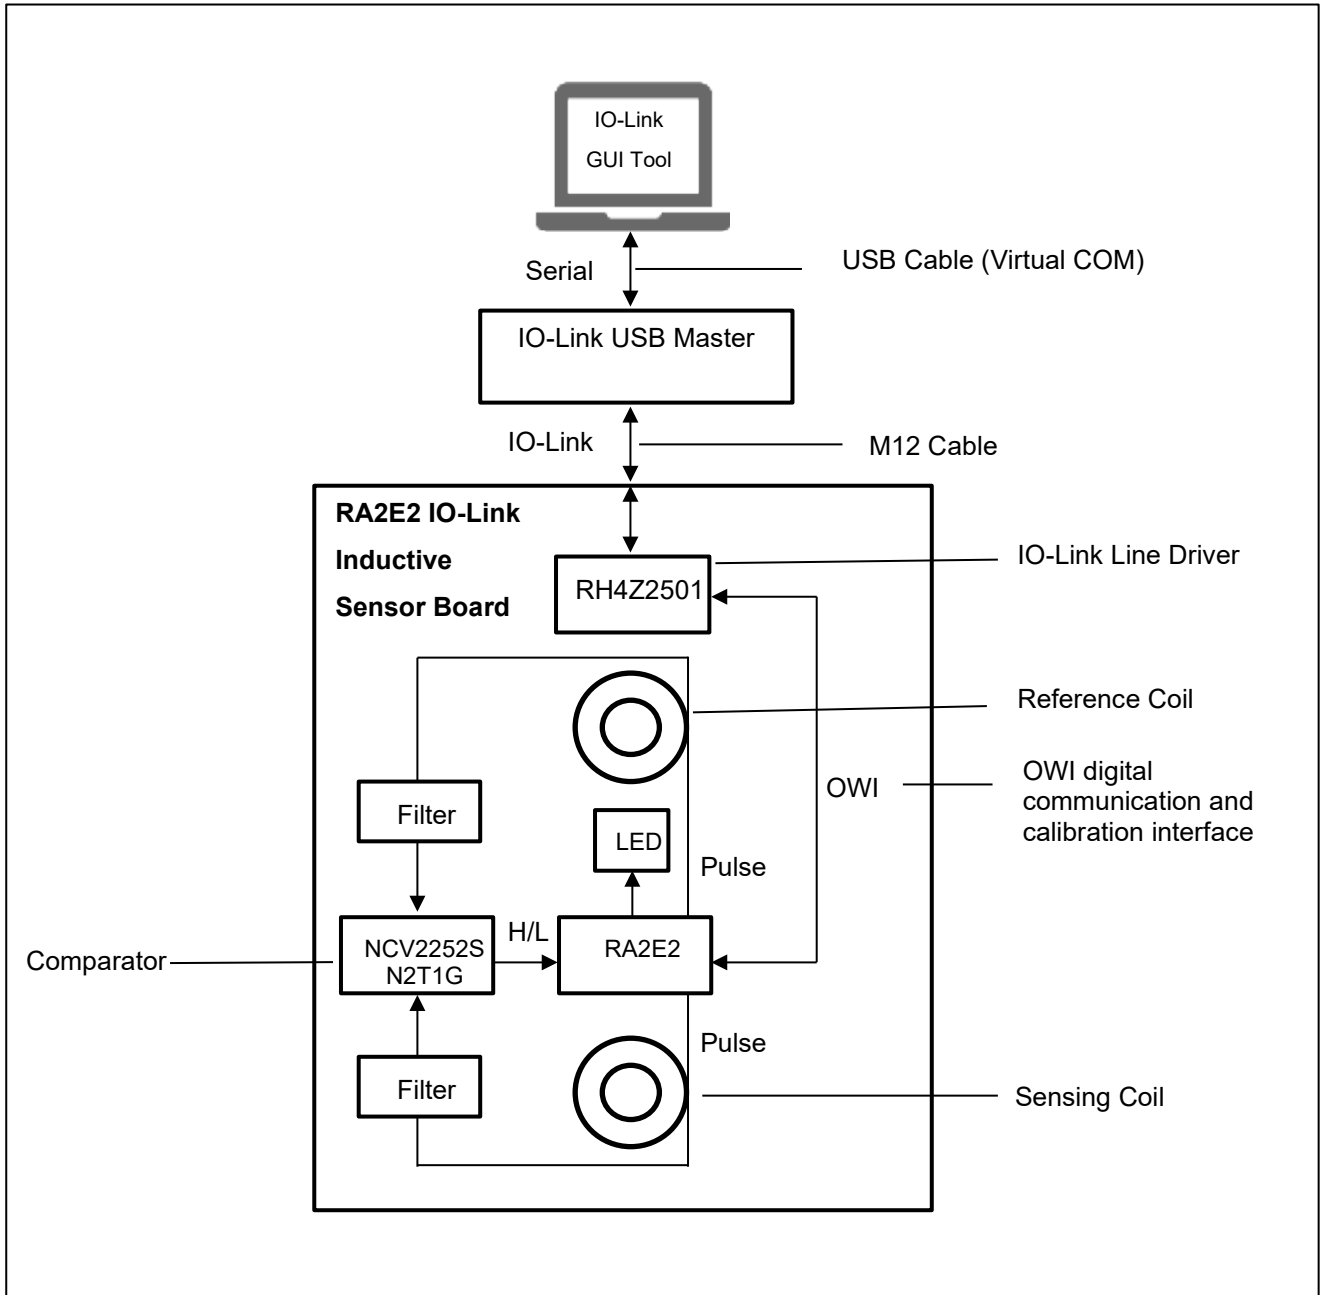 IO-Link
GUI Tool
Serial
USB Cable (Virtual COM)
IO-Link USB Master
IO-Link
M12 Cable
RA2E2 IO-Link
Inductive
Sensor Board
RH4Z2501
IO-Link Line Driver
Reference Coil
Filter
OWI
OWI digital
communication and
calibration interface
LED
Pulse
Comparator
NCV2252S
N2T1G
H/L
RA2E2
Pulse
Filter
Sensing Coil